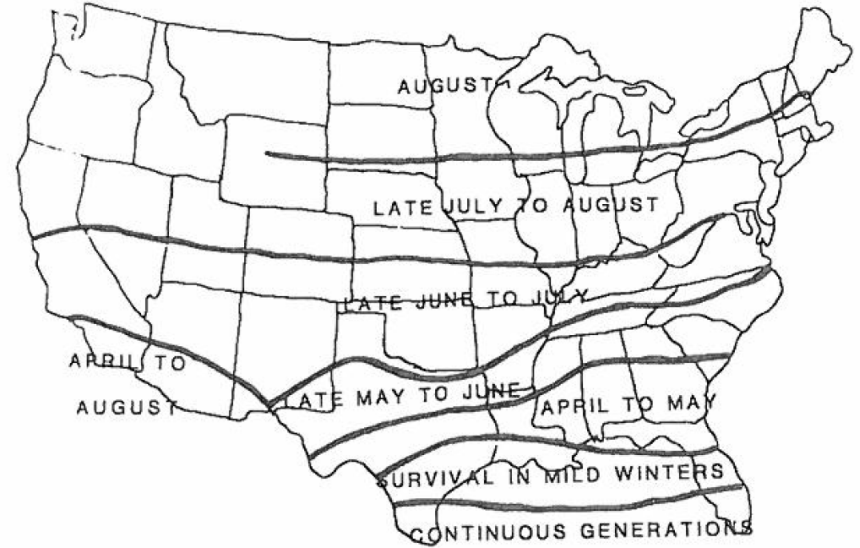 AUGUST
LATE JULY TO AUGUST
LATE JUNE TO JULY
APRIL TO
AUGUST
LATE MAY TO JUNE
APRIL TO MAY
SURVIVAL IN MILD WINTERS
CONTINUOUS GENERATIONS